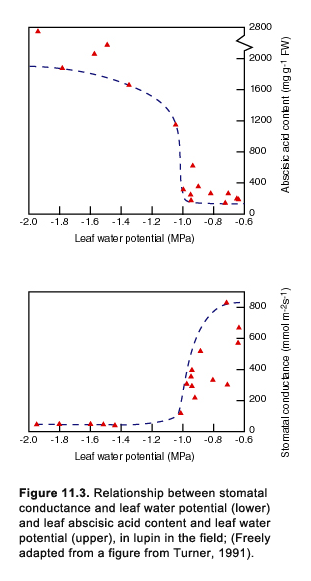 2800
2000
1600
1200
800
400
0
Abscisic acid content (mg g-1 FW)
-2.0 -1.8 -1.6 -1.4 -1.2 -1.0 -0.8 -0.6
Leaf water potential (MPa)
800
600
400
200
0
Stomatal conductance (mmol m-2s-1)
-2.0 -1.8 -1.6 -1.4 -1.2 -1.0 -0.8 -0.6
Leaf water potential (MPa)
Figure 11.3. Relationship between stomatal
conductance and leaf water potential (lower)
and leaf abscisic acid content and leaf water
potential (upper), in lupin in the field; (Freely
adapted from a figure from Turner, 1991).